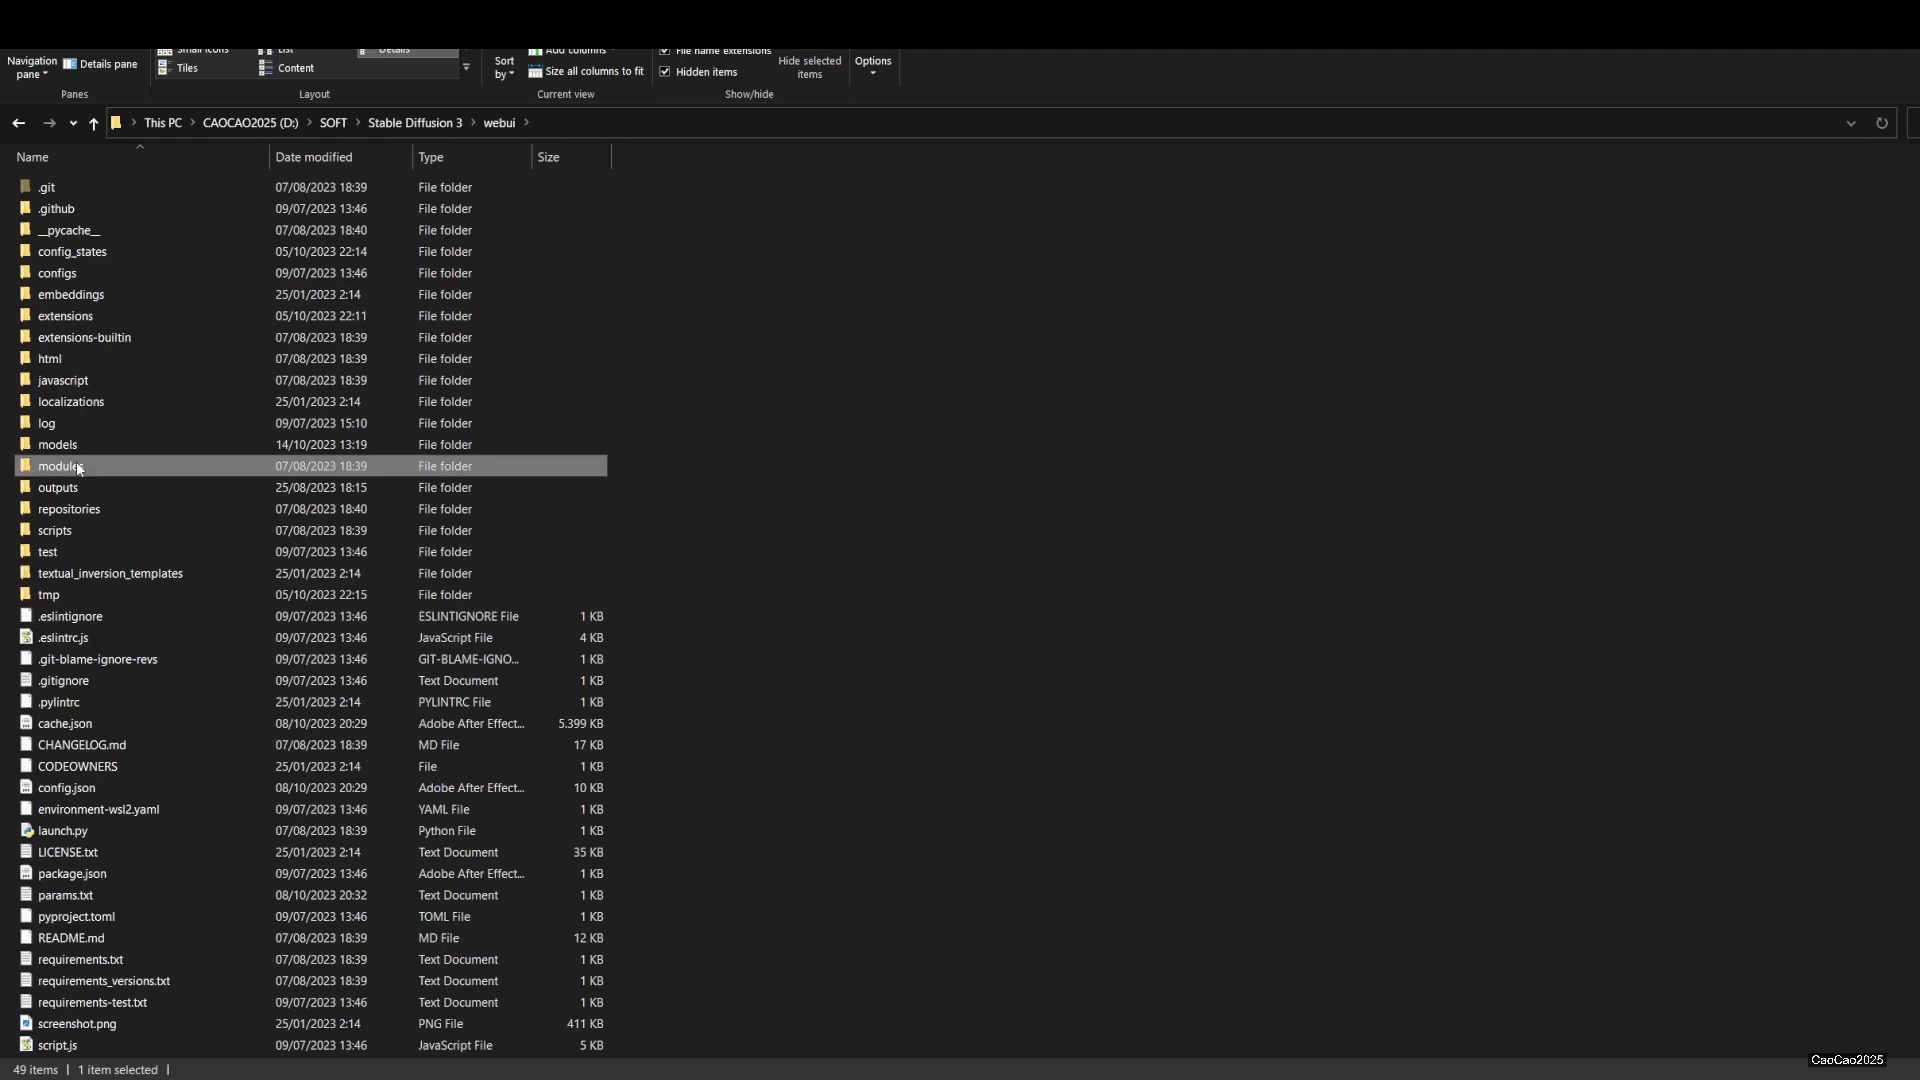 Small icons List Details Add columns File name extensions
Navigation pane Details pane Tiles Content Sort by Size all columns to fit Hidden items Hide selected items Options
Panes Layout Current view Show/hide
This PC CAOCAO2025 (D:) SOFT Stable Diffusion 3 webui
Name Date modified Type Size
.git 07/08/2023 18:39 File folder
.github 09/07/2023 13:46 File folder
__pycache__ 07/08/2023 18:40 File folder
config_states 05/10/2023 22:14 File folder
configs 09/07/2023 13:46 File folder
embeddings 25/01/2023 2:14 File folder
extensions 05/10/2023 22:11 File folder
extensions-builtin 07/08/2023 18:39 File folder
html 07/08/2023 18:39 File folder
javascript 07/08/2023 18:39 File folder
localizations 25/01/2023 2:14 File folder
log 09/07/2023 15:10 File folder
models 14/10/2023 13:19 File folder
modules 07/08/2023 18:39 File folder
outputs 25/08/2023 18:15 File folder
repositories 07/08/2023 18:40 File folder
scripts 07/08/2023 18:39 File folder
test 09/07/2023 13:46 File folder
textual_inversion_templates 25/01/2023 2:14 File folder
tmp 05/10/2023 22:15 File folder
.eslintignore 09/07/2023 13:46 ESLINTIGNORE File 1 KB
.eslintrc.js 09/07/2023 13:46 JavaScript File 4 KB
.git-blame-ignore-revs 09/07/2023 13:46 GIT-BLAME-IGNO... 1 KB
.gitignore 09/07/2023 13:46 Text Document 1 KB
.pylintrc 25/01/2023 2:14 PYLINTRC File 1 KB
cache.json 08/10/2023 20:29 Adobe After Effect... 5.399 KB
CHANGELOG.md 07/08/2023 18:39 MD File 17 KB
CODEOWNERS 25/01/2023 2:14 File 1 KB
config.json 08/10/2023 20:29 Adobe After Effect... 10 KB
environment-wsl2.yaml 09/07/2023 13:46 YAML File 1 KB
launch.py 07/08/2023 18:39 Python File 1 KB
LICENSE.txt 25/01/2023 2:14 Text Document 35 KB
package.json 09/07/2023 13:46 Adobe After Effect... 1 KB
params.txt 08/10/2023 20:32 Text Document 1 KB
pyproject.toml 09/07/2023 13:46 TOML File 1 KB
README.md 07/08/2023 18:39 MD File 12 KB
requirements.txt 07/08/2023 18:39 Text Document 1 KB
requirements_versions.txt 07/08/2023 18:39 Text Document 1 KB
requirements-test.txt 09/07/2023 13:46 Text Document 1 KB
screenshot.png 25/01/2023 2:14 PNG File 411 KB
script.js 09/07/2023 13:46 JavaScript File 5 KB
49 items 1 item selected
CaoCao2025